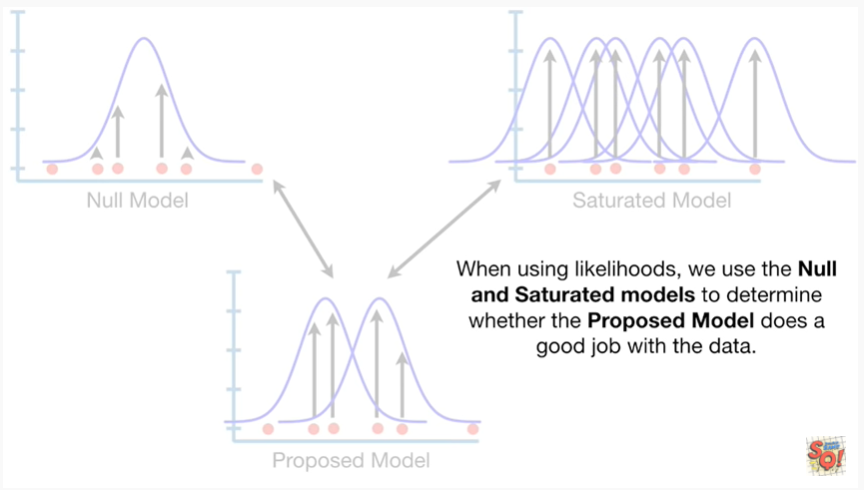 Null Model
Saturated Model
When using likelihoods, we use the Null
and Saturated models to determine
whether the Proposed Model does a
good job with the data.
Proposed Model
SQ!